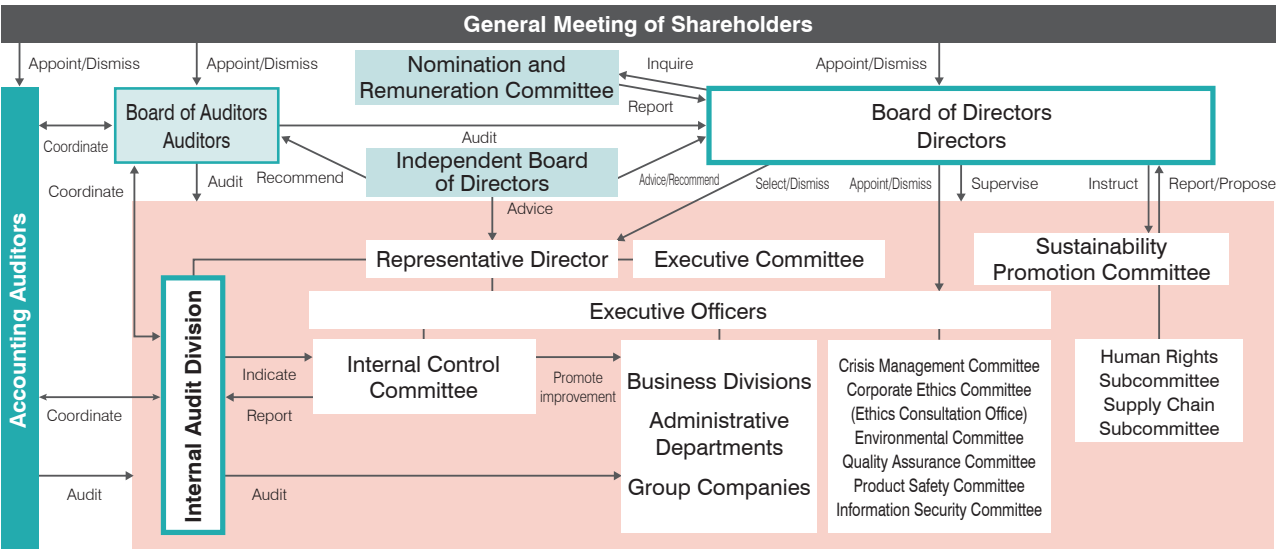 General Meeting of Shareholders
Appoint/Dismiss
Appoint/Dismiss
Nomination and
Remuneration Committee
Inquire
Report
Appoint/Dismiss
Accounting Auditors
Coordinate
Board of Auditors
Auditors
Audit
Board of Directors
Directors
Independent Board
of Directors
Coordinate
Audit
Recommend
Advice/Recommend
Select/Dismiss
Appoint/Dismiss
Supervise
Instruct
Report/Propose
Advice
Representative Director
Executive Committee
Sustainability
Promotion Committee
Executive Officers
Internal Audit Division
Indicate
Report
Internal Control
Committee
Promote
improvement
Business Divisions
Administrative
Departments
Group Companies
Crisis Management Committee
Corporate Ethics Committee
(Ethics Consultation Office)
Environmental Committee
Quality Assurance Committee
Product Safety Committee
Information Security Committee
Human Rights
Subcommittee
Supply Chain
Subcommittee
Coordinate
Audit
Audit